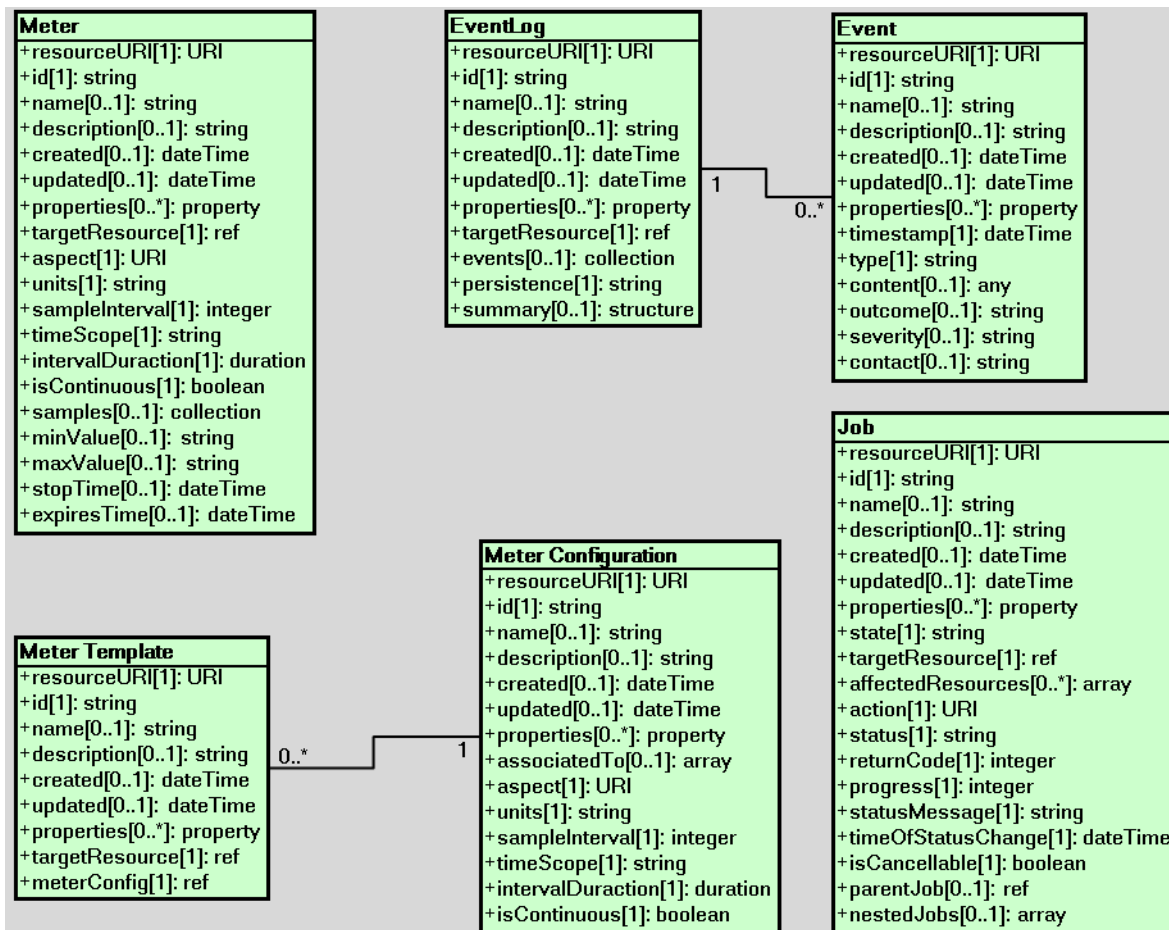 Meter
+resourceURI[1]: URI
+id[1]: string
+name[0..1]: string
+description[0..1]: string
+created[0..1]: dateTime
+updated[0..1]: dateTime
+properties[0..*]: property
+targetResource[1]: ref
+aspect[1]: URI
+units[1]: string
+sampleInterval[1]: integer
+timeScope[1]: string
+intervalDuraction[1]: duration
+isContinuous[1]: boolean
+samples[0..1]: collection
+minValue[0..1]: string
+maxValue[0..1]: string
+stopTime[0..1]: dateTime
+expiresTime[0..1]: dateTime
EventLog
+resourceURI[1]: URI
+id[1]: string
+name[0..1]: string
+description[0..1]: string
+created[0..1]: dateTime
+updated[0..1]: dateTime
+properties[0..*]: property
+targetResource[1]: ref
+events[0..1]: collection
+persistence[1]: string
+summary[0..1]: structure
1
0..*
Event
+resourceURI[1]: URI
+id[1]: string
+name[0..1]: string
+description[0..1]: string
+created[0..1]: dateTime
+updated[0..1]: dateTime
+properties[0..*]: property
+timestamp[1]: dateTime
+type[1]: string
+content[0..1]: any
+outcome[0..1]: string
+severity[0..1]: string
+contact[0..1]: string
Meter Template
+resourceURI[1]: URI
+id[1]: string
+name[0..1]: string
+description[0..1]: string
+created[0..1]: dateTime
+updated[0..1]: dateTime
+properties[0..*]: property
+targetResource[1]: ref
+meterConfig[1]: ref
0..*
1
Meter Configuration
+resourceURI[1]: URI
+id[1]: string
+name[0..1]: string
+description[0..1]: string
+created[0..1]: dateTime
+updated[0..1]: dateTime
+properties[0..*]: property
+associatedTo[0..1]: array
+aspect[1]: URI
+units[1]: string
+sampleInterval[1]: integer
+timeScope[1]: string
+intervalDuraction[1]: duration
+isContinuous[1]: boolean
Job
+resourceURI[1]: URI
+id[1]: string
+name[0..1]: string
+description[0..1]: string
+created[0..1]: dateTime
+updated[0..1]: dateTime
+properties[0..*]: property
+state[1]: string
+targetResource[1]: ref
+affectedResources[0..*]: array
+action[1]: URI
+status[1]: string
+returnCode[1]: integer
+progress[1]: integer
+statusMessage[1]: string
+timeOfStatusChange[1]: dateTime
+isCancellable[1]: boolean
+parentJob[0..1]: ref
+nestedJobs[0..1]: array